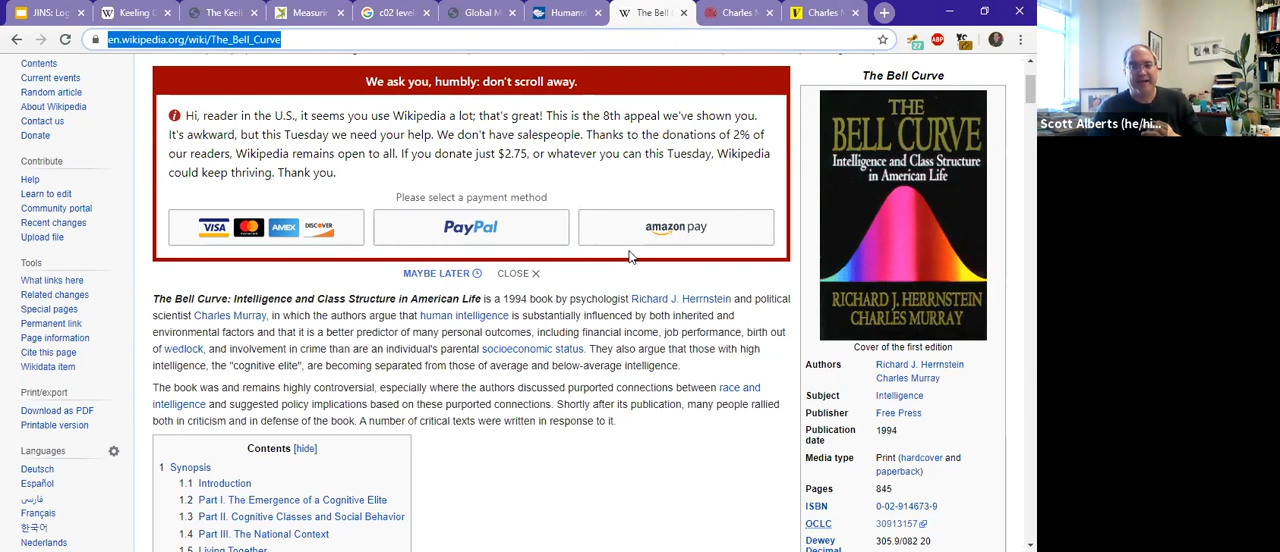 JINS: Log
Keeling C
The Keeli
Measurin
c02 level
Global M
HumansC
The Bell C
Charles M
Charles M
en.wikipedia.org/wiki/The_Bell_Curve
27
ABP
Scott Alberts (he/hi...
Contents
Current events
Random article
About Wikipedia
Contact us
Donate
Contribute
Help
Learn to edit
Community portal
Recent changes
Upload file
Tools
What links here
Related changes
Special pages
Permanent link
Page information
Cite this page
Wikidata item
Print/export
Download as PDF
Printable version
Languages
Deutsch
Español
فارسی
Français
한국어
Nederlands
We ask you, humbly: don't scroll away.
Hi, reader in the U.S., it seems you use Wikipedia a lot; that's great! This is the 8th appeal we've shown you.
It's awkward, but this Tuesday we need your help. We don't have salespeople. Thanks to the donations of 2% of
our readers, Wikipedia remains open to all. If you donate just $2.75, or whatever you can this Tuesday, Wikipedia
could keep thriving. Thank you.
Please select a payment method
VISA AMEX DISCOVER
PayPal
amazon pay
MAYBE LATER
CLOSE
The Bell Curve: Intelligence and Class Structure in American Life is a 1994 book by psychologist Richard J. Herrnstein and political
scientist Charles Murray, in which the authors argue that human intelligence is substantially influenced by both inherited and
environmental factors and that it is a better predictor of many personal outcomes, including financial income, job performance, birth out
of wedlock, and involvement in crime than are an individual's parental socioeconomic status. They also argue that those with high
intelligence, the "cognitive elite", are becoming separated from those of average and below-average intelligence.
The book was and remains highly controversial, especially where the authors discussed purported connections between race and
intelligence and suggested policy implications based on these purported connections. Shortly after its publication, many people rallied
both in criticism and in defense of the book. A number of critical texts were written in response to it.
Contents [hide]
1 Synopsis
1.1 Introduction
1.2 Part I. The Emergence of a Cognitive Elite
1.3 Part II. Cognitive Classes and Social Behavior
1.4 Part III. The National Context
1.5 Living Together
The Bell Curve
THE
BELL CURVE
Intelligence and Class Structure
in American Life
RICHARD J. HERRNSTEIN
CHARLES MURRAY
Cover of the first edition
Authors Richard J. Herrnstein
Charles Murray
Subject Intelligence
Publisher Free Press
Publication 1994
date
Media type Print (hardcover and
paperback)
Pages 845
ISBN 0-02-914673-9
OCLC 30913157
Dewey 305.9/082 20
Decimal